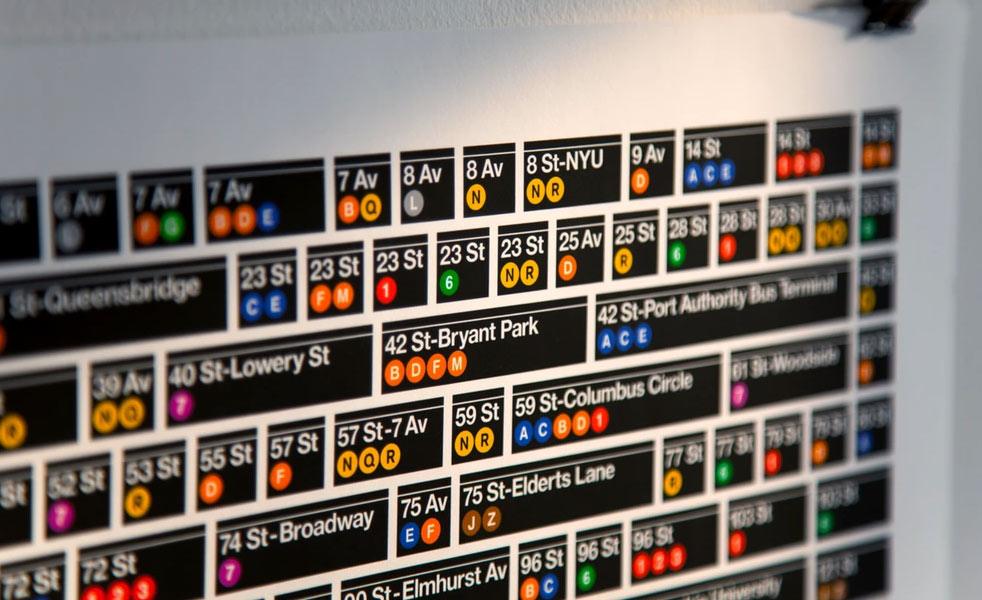 St
6 Av
7 Av
F G
7 Av
B D E
7 Av
B Q
8 Av
L
8 Av
N
8 St-NYU
N R
9 Av
D
14 St
A C E
14 St
1 2 3
14 St
St-Queensbridge
23 St
C E
23 St
F M
23 St
1
23 St
6
23 St
N R
25 Av
D
25 St
R
28 St
6
28 St
1
28 St
30 Av
N Q
39 Av
N Q
40 St-Lowery St
7
42 St-Bryant Park
B D F M
42 St-Port Authority Bus Terminal
A C E
St
52 St
7
53 St
R
55 St
D
57 St
F
57 St-7 Av
N Q R
59 St
N R
59 St-Columbus Circle
A C B D 1
61 St-Woodside
7
72 St
72 St
1 2 3
74 St-Broadway
7
75 Av
E F
75 St-Elderts Lane
J Z
77 St
R
77 St
6
79 St
1
St-Elmhurst Av
96 St
B C
96 St
6
96 St
1 2 3
103 St
1
103 St
6
University